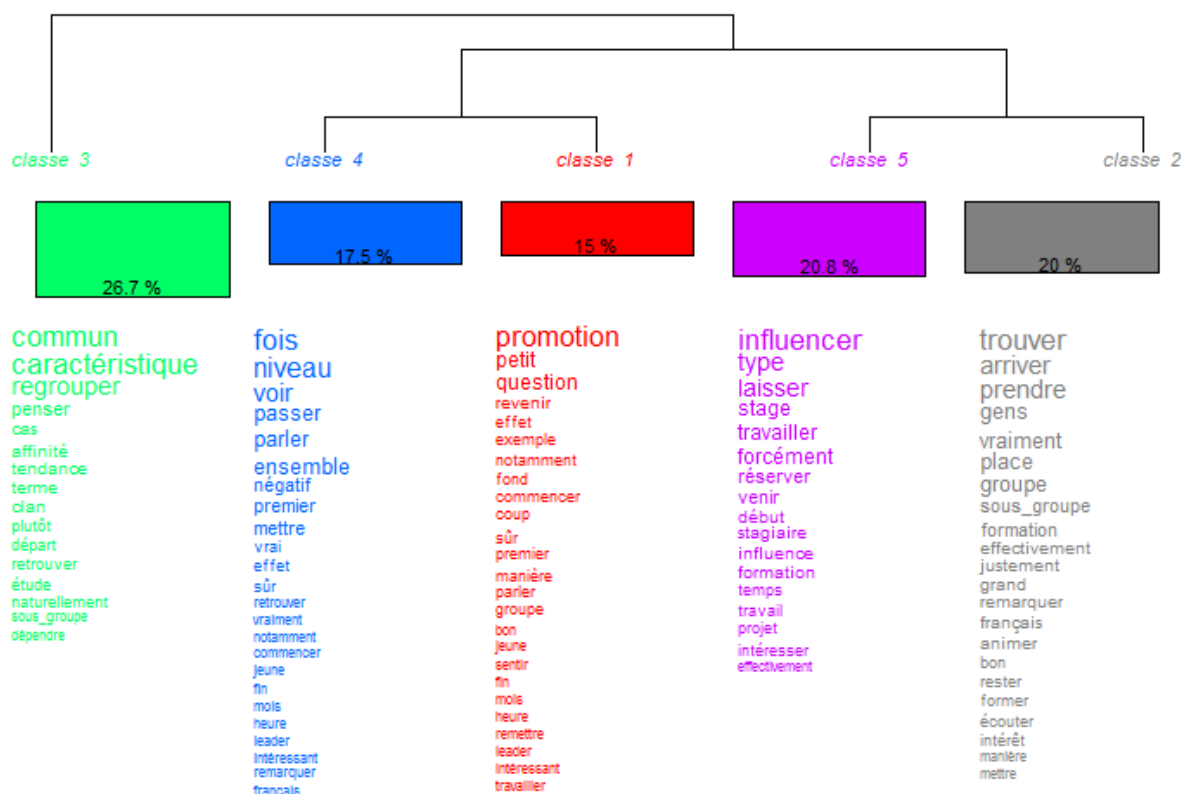 classe 3
classe 4
classe 1
classe 5
classe 2
26.7 %
17.5 %
15 %
20.8 %
20 %
commun
caractéristique
regrouper
penser
cas
affinité
tendance
terme
clan
plutôt
départ
retrouver
étude
naturellement
sous_groupe
dépendre
fois
niveau
voir
passer
parler
ensemble
négatif
premier
mettre
vrai
effet
sûr
retrouver
vraiment
notamment
commencer
jeune
fin
mois
heure
leader
intéressant
remarquer
français
promotion
petit
question
revenir
effet
exemple
notamment
fond
commencer
coup
sûr
premier
manière
parler
groupe
bon
jeune
sentir
fin
mois
heure
remettre
leader
intéressant
travailler
influencer
type
laisser
stage
travailler
forcément
réserver
venir
début
stagiaire
influence
formation
temps
travail
projet
intéresser
effectivement
trouver
arriver
prendre
gens
vraiment
place
groupe
sous_groupe
formation
effectivement
justement
grand
remarquer
français
animer
bon
rester
former
écouter
intérêt
manière
mettre